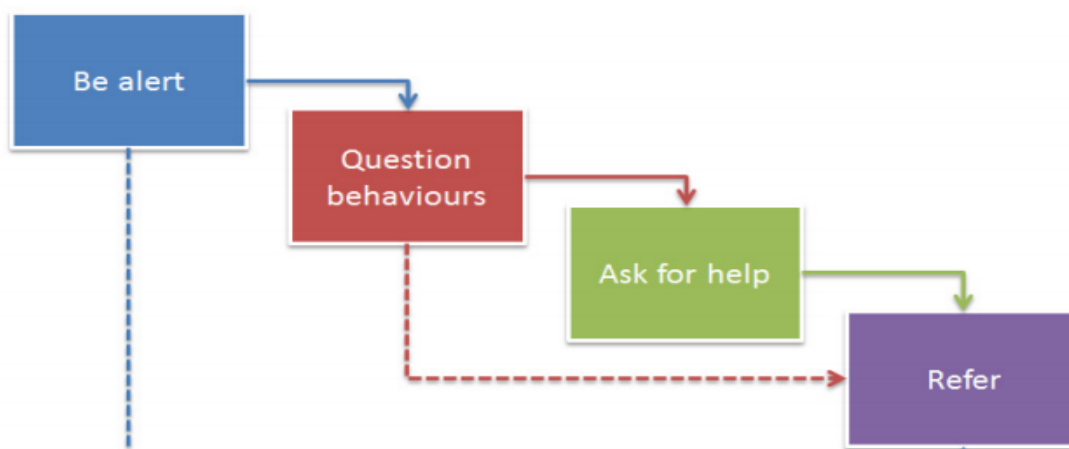 Be alert
Question
behaviours
Ask for help
Refer